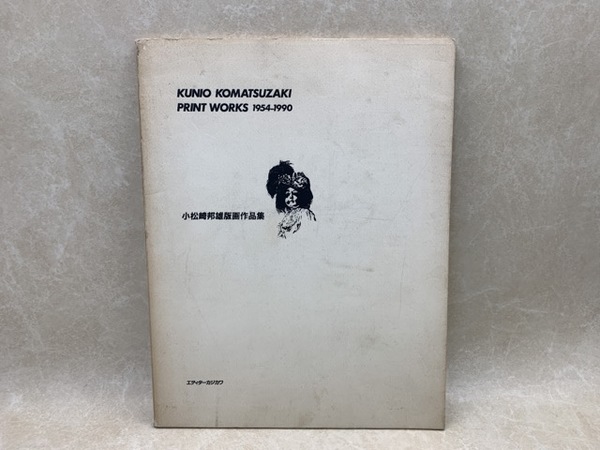 KUNIO KOMATSUZAKI
PRINT WORKS 1954–1990
小松崎邦雄版画作品集
エディターカジカワ